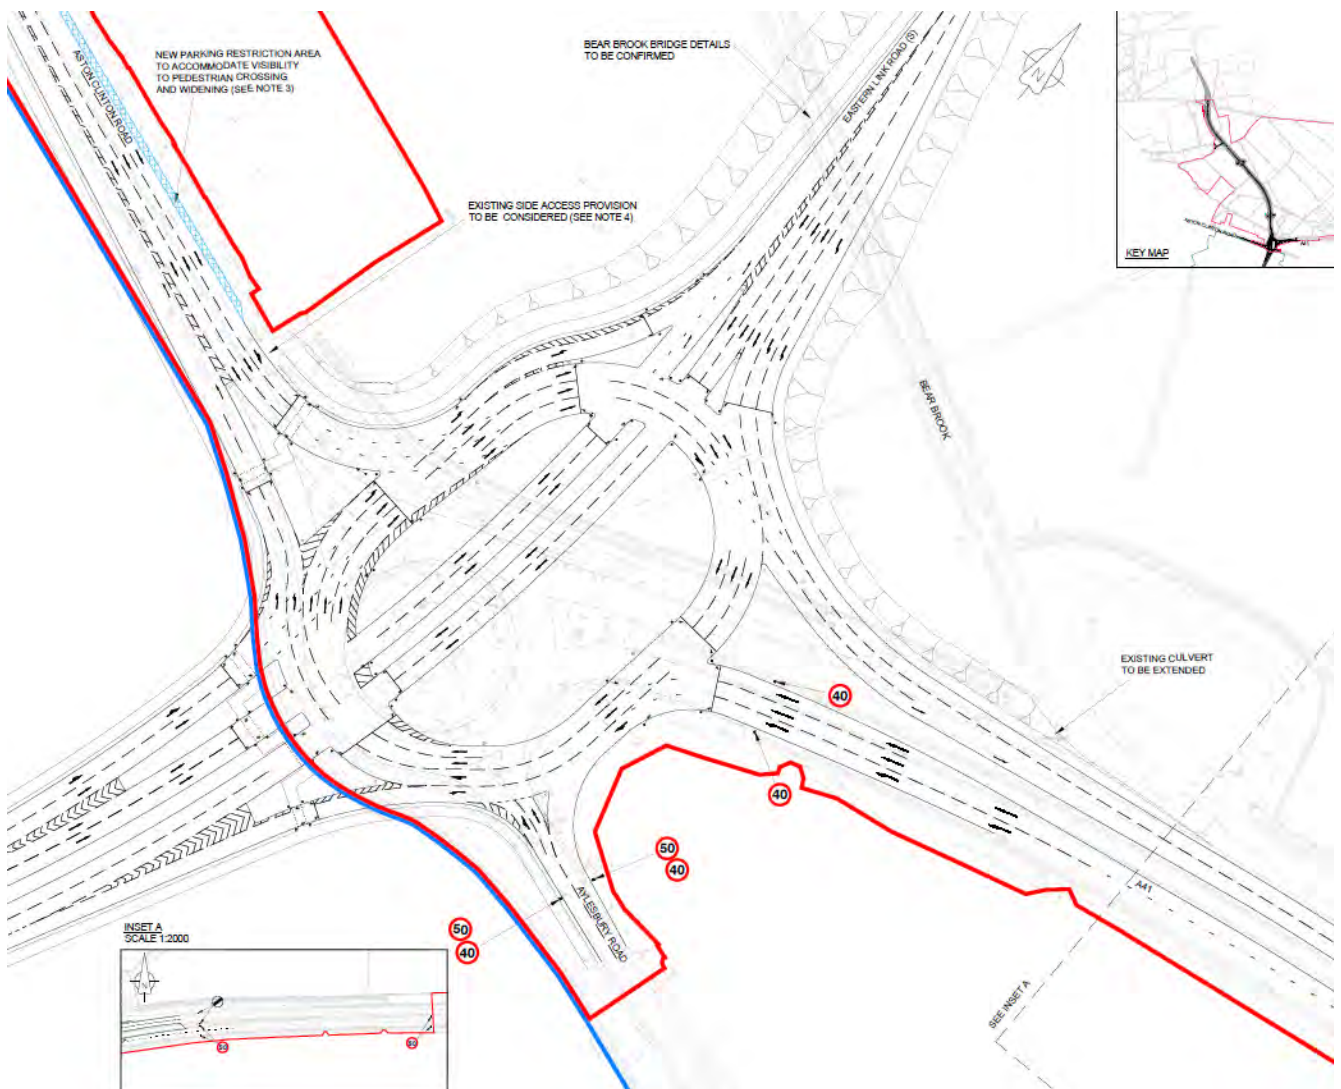 ASTON CLINTON ROAD
NEW PARKING RESTRICTION AREA
TO ACCOMMODATE VISIBILITY
TO PEDESTRIAN CROSSING
AND WIDENING (SEE NOTE 3)
BEAR BROOK BRIDGE DETAILS
TO BE CONFIRMED
EASTERN LINK ROAD (S)
N
KEY MAP
A41
EXISTING SIDE ACCESS PROVISION
TO BE CONSIDERED (SEE NOTE 4)
BEAR BROOK
EXISTING CULVERT
TO BE EXTENDED
40
40
50
40
A41
AYLESBURY ROAD
50
40
SEE INSET A
INSET A
SCALE 1:2000
N
50